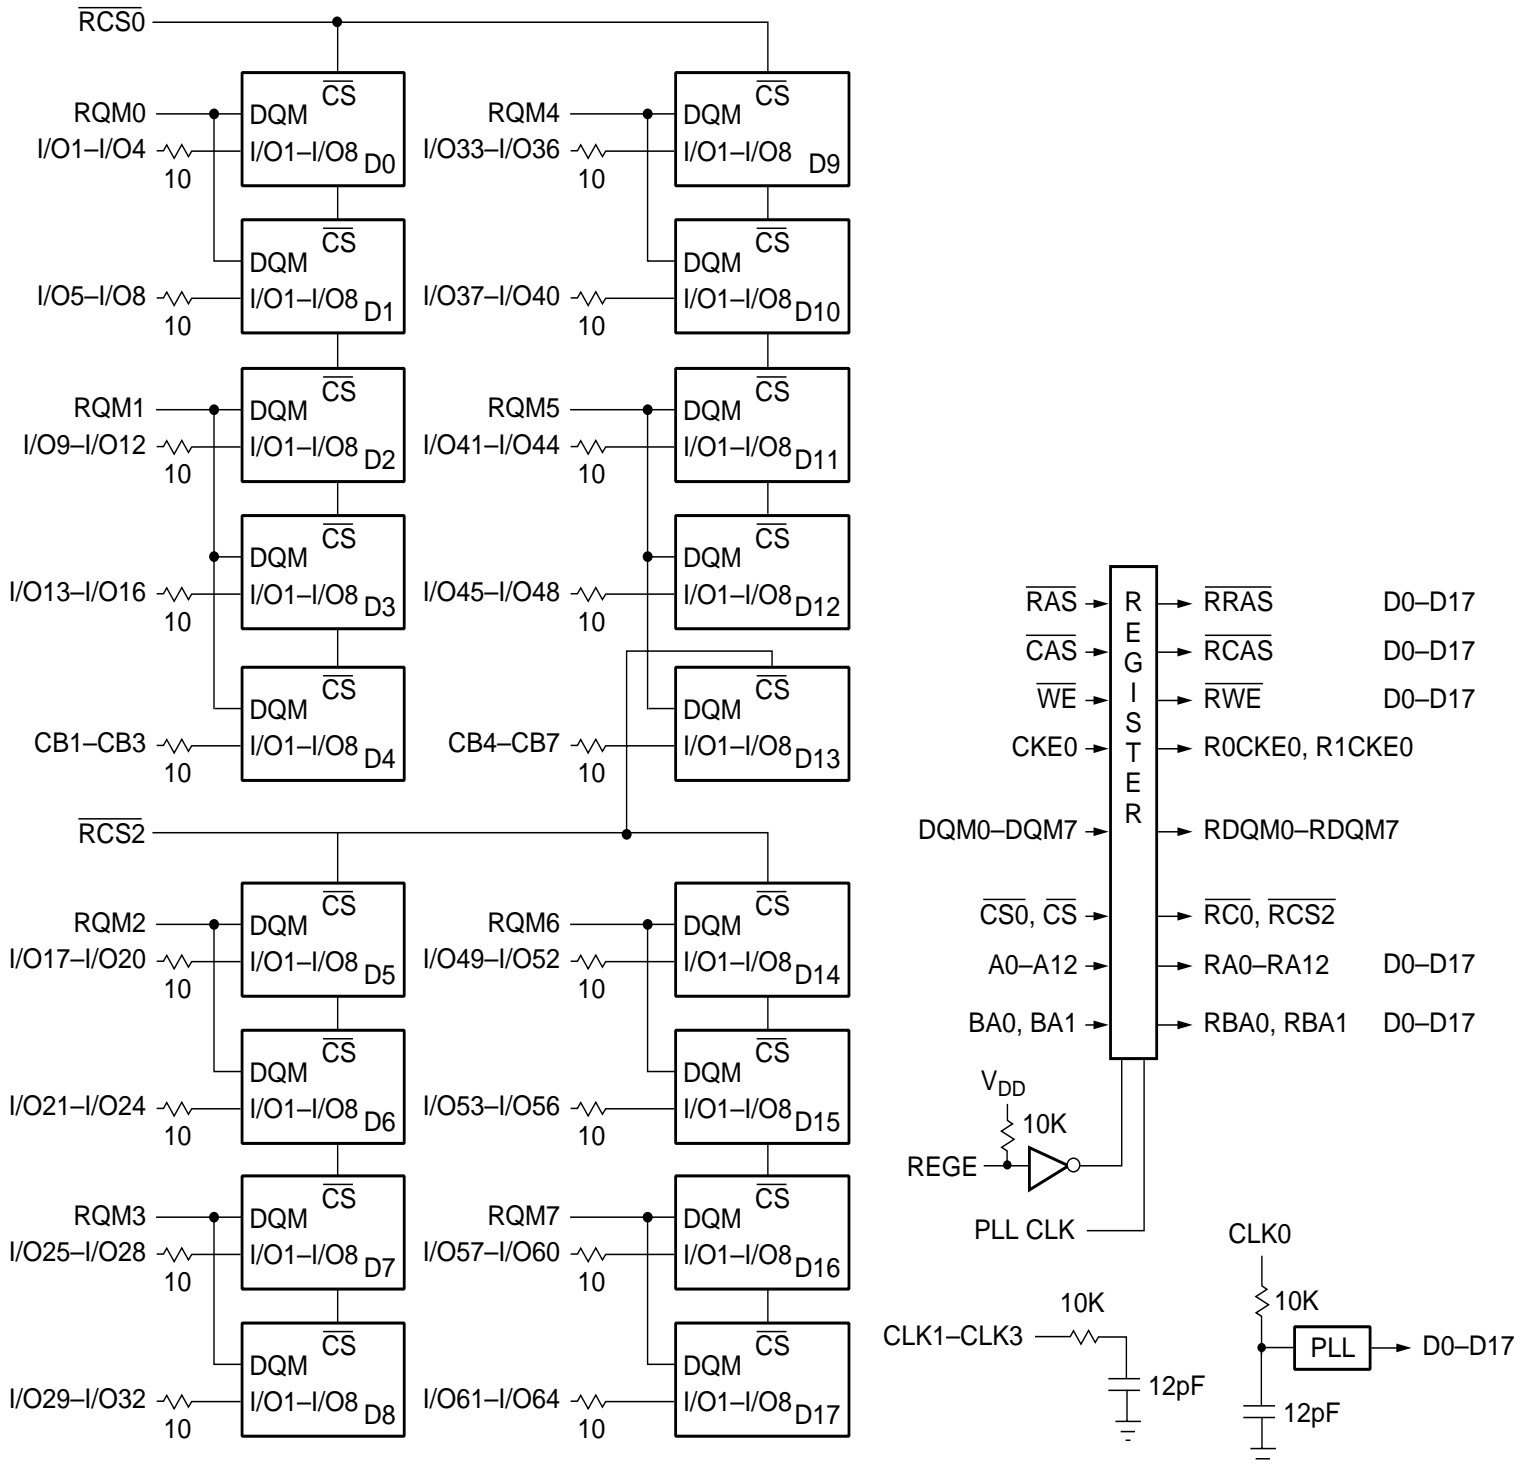 RCS0
CS
RQM0
DQM
I/O1–I/O4
I/O1–I/O8
D0
10
CS
DQM
I/O5–I/O8
I/O1–I/O8
D1
10
CS
RQM1
DQM
I/O9–I/O12
I/O1–I/O8
D2
10
CS
DQM
I/O13–I/O16
I/O1–I/O8
D3
10
CS
DQM
CB1–CB3
I/O1–I/O8
D4
10
CS
RQM4
DQM
I/O33–I/O36
I/O1–I/O8
D9
10
CS
DQM
I/O37–I/O40
I/O1–I/O8
D10
10
CS
RQM5
DQM
I/O41–I/O44
I/O1–I/O8
D11
10
CS
DQM
I/O45–I/O48
I/O1–I/O8
D12
10
CS
DQM
CB4–CB7
I/O1–I/O8
D13
10
RCS2
CS
RQM2
DQM
I/O17–I/O20
I/O1–I/O8
D5
10
CS
DQM
I/O21–I/O24
I/O1–I/O8
D6
10
CS
RQM3
DQM
I/O25–I/O28
I/O1–I/O8
D7
10
CS
DQM
I/O29–I/O32
I/O1–I/O8
D8
10
CS
RQM6
DQM
I/O49–I/O52
I/O1–I/O8
D14
10
CS
DQM
I/O53–I/O56
I/O1–I/O8
D15
10
CS
RQM7
DQM
I/O57–I/O60
I/O1–I/O8
D16
10
CS
DQM
I/O61–I/O64
I/O1–I/O8
D17
10
REGISTER
RAS RRAS D0–D17
CAS RCAS D0–D17
WE RWE D0–D17
CKE0 R0CKE0, R1CKE0
DQM0–DQM7 RDQM0–RDQM7
CS0, CS RC0, RCS2
A0–A12 RA0–RA12 D0–D17
BA0, BA1 RBA0, RBA1 D0–D17
VDD
10K
REGE
PLL CLK
10K
CLK1–CLK3
12pF
CLK0
10K
PLL
D0–D17
12pF